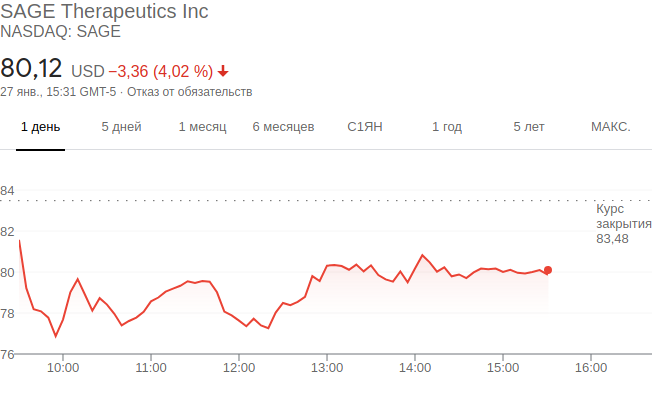 SAGE Therapeutics Inc
NASDAQ: SAGE
80,12 USD −3,36 (4,02 %)
27 янв., 15:31 GMT-5 · Отказ от обязательств
1 день 5 дней 1 месяц 6 месяцев С1ЯН 1 год 5 лет МАКС.
84
Курс
закрытия
83,48
82
80
78
76
10:00 11:00 12:00 13:00 14:00 15:00 16:00